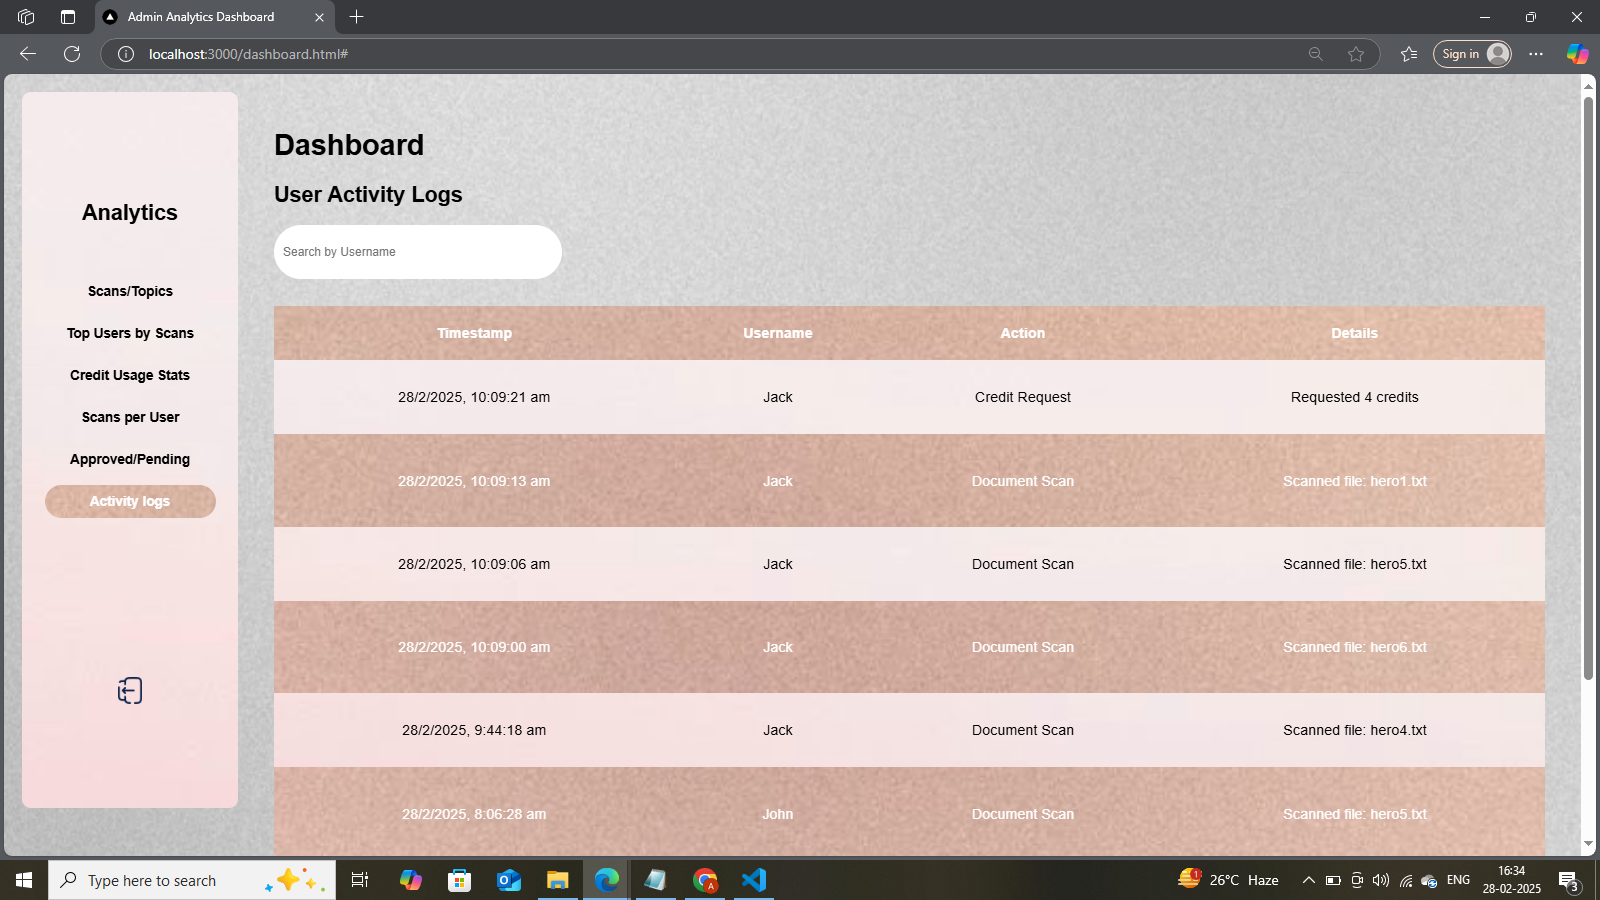 Admin Analytics Dashboard
localhost:3000/dashboard.html#
Sign in
Analytics
Scans/Topics
Top Users by Scans
Credit Usage Stats
Scans per User
Approved/Pending
Activity logs
Dashboard
User Activity Logs
Search by Username
Timestamp Username Action Details
28/2/2025, 10:09:21 am Jack Credit Request Requested 4 credits
28/2/2025, 10:09:13 am Jack Document Scan Scanned file: hero1.txt
28/2/2025, 10:09:06 am Jack Document Scan Scanned file: hero5.txt
28/2/2025, 10:09:00 am Jack Document Scan Scanned file: hero6.txt
28/2/2025, 9:44:18 am Jack Document Scan Scanned file: hero4.txt
28/2/2025, 8:06:28 am John Document Scan Scanned file: hero5.txt
Type here to search
A
1
26°C Haze
ENG
16:34
28-02-2025
3